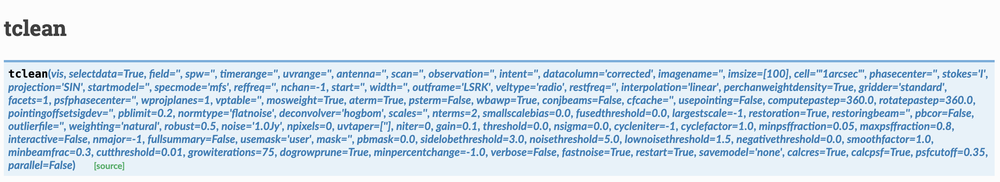 tclean
tclean(vis, selectdata=True, field='', spw='', timerange='', uvrange='', antenna='', scan='', observation='', intent='', datacolumn='corrected', imagename='', imsize=[100], cell='"1arcsec"', phasecenter='', stokes='I',
projection='SIN', startmodel='', specmode='mfs', reffreq='', nchan=-1, start='', width='', outframe='LSRK', veltype='radio', restfreq='', interpolation='linear', perchanweightdensity=True, gridder='standard',
facets=1, psfphasecenter='', wprojplanes=1, vptable='', mosweight=True, aterm=True, psterm=False, wbawp=True, conjbeams=False, cfcache='', usepointing=False, computepastep=360.0, rotatepastep=360.0,
pointingoffsetsigdev='', pblimit=0.2, normtype='flatnoise', deconvolver='hogbom', scales='', nterms=2, smallscalebias=0.0, fusedthreshold=0.0, largestscale=-1, restoration=True, restoringbeam='', pbcor=False,
outlierfile='', weighting='natural', robust=0.5, noise='1.0Jy', npixels=0, uvtaper=[''], niter=0, gain=0.1, threshold=0.0, nsigma=0.0, cycleniter=-1, cyclefactor=1.0, minpsffraction=0.05, maxpsffraction=0.8,
interactive=False, nmajor=-1, fullsummary=False, usemask='user', mask='', pbmask=0.0, sidelobethreshold=3.0, noisethreshold=5.0, lownoisethreshold=1.5, negativethreshold=0.0, smoothfactor=1.0,
minbeamfrac=0.3, cutthreshold=0.01, growiterations=75, dogrowprune=True, minpercentchange=-1.0, verbose=False, fastnoise=True, restart=True, savemodel='none', calcres=True, calcpsf=True, psfcutoff=0.35,
parallel=False) [source]